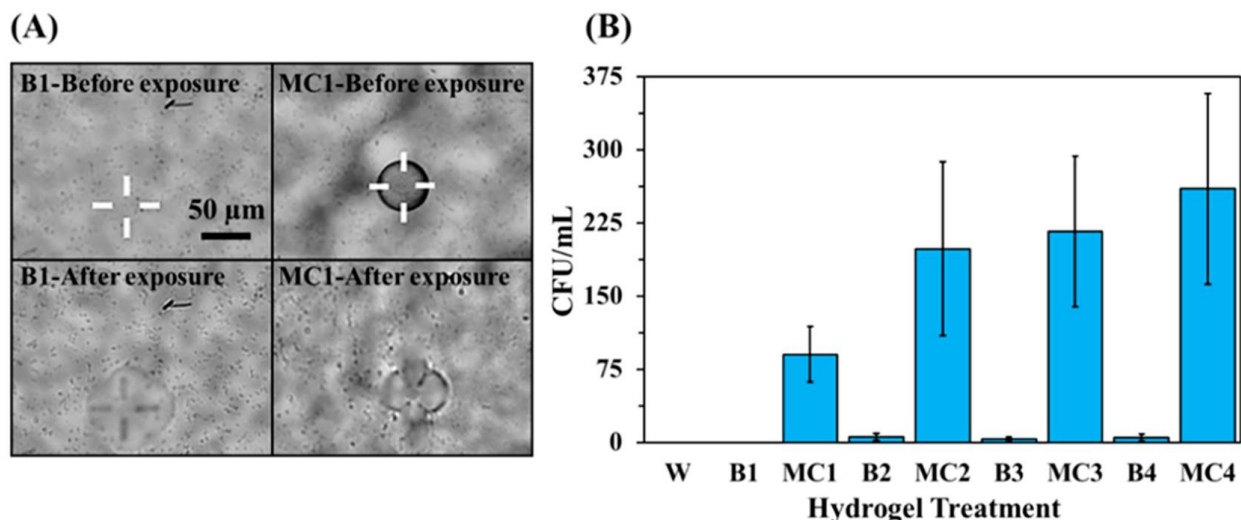 (A)
B1-Before exposure
MC1-Before exposure
50 µm
B1-After exposure
MC1-After exposure
(B)
CFU/mL
375
300
225
150
75
0
W B1 MC1 B2 MC2 B3 MC3 B4 MC4
Hydrogel Treatment